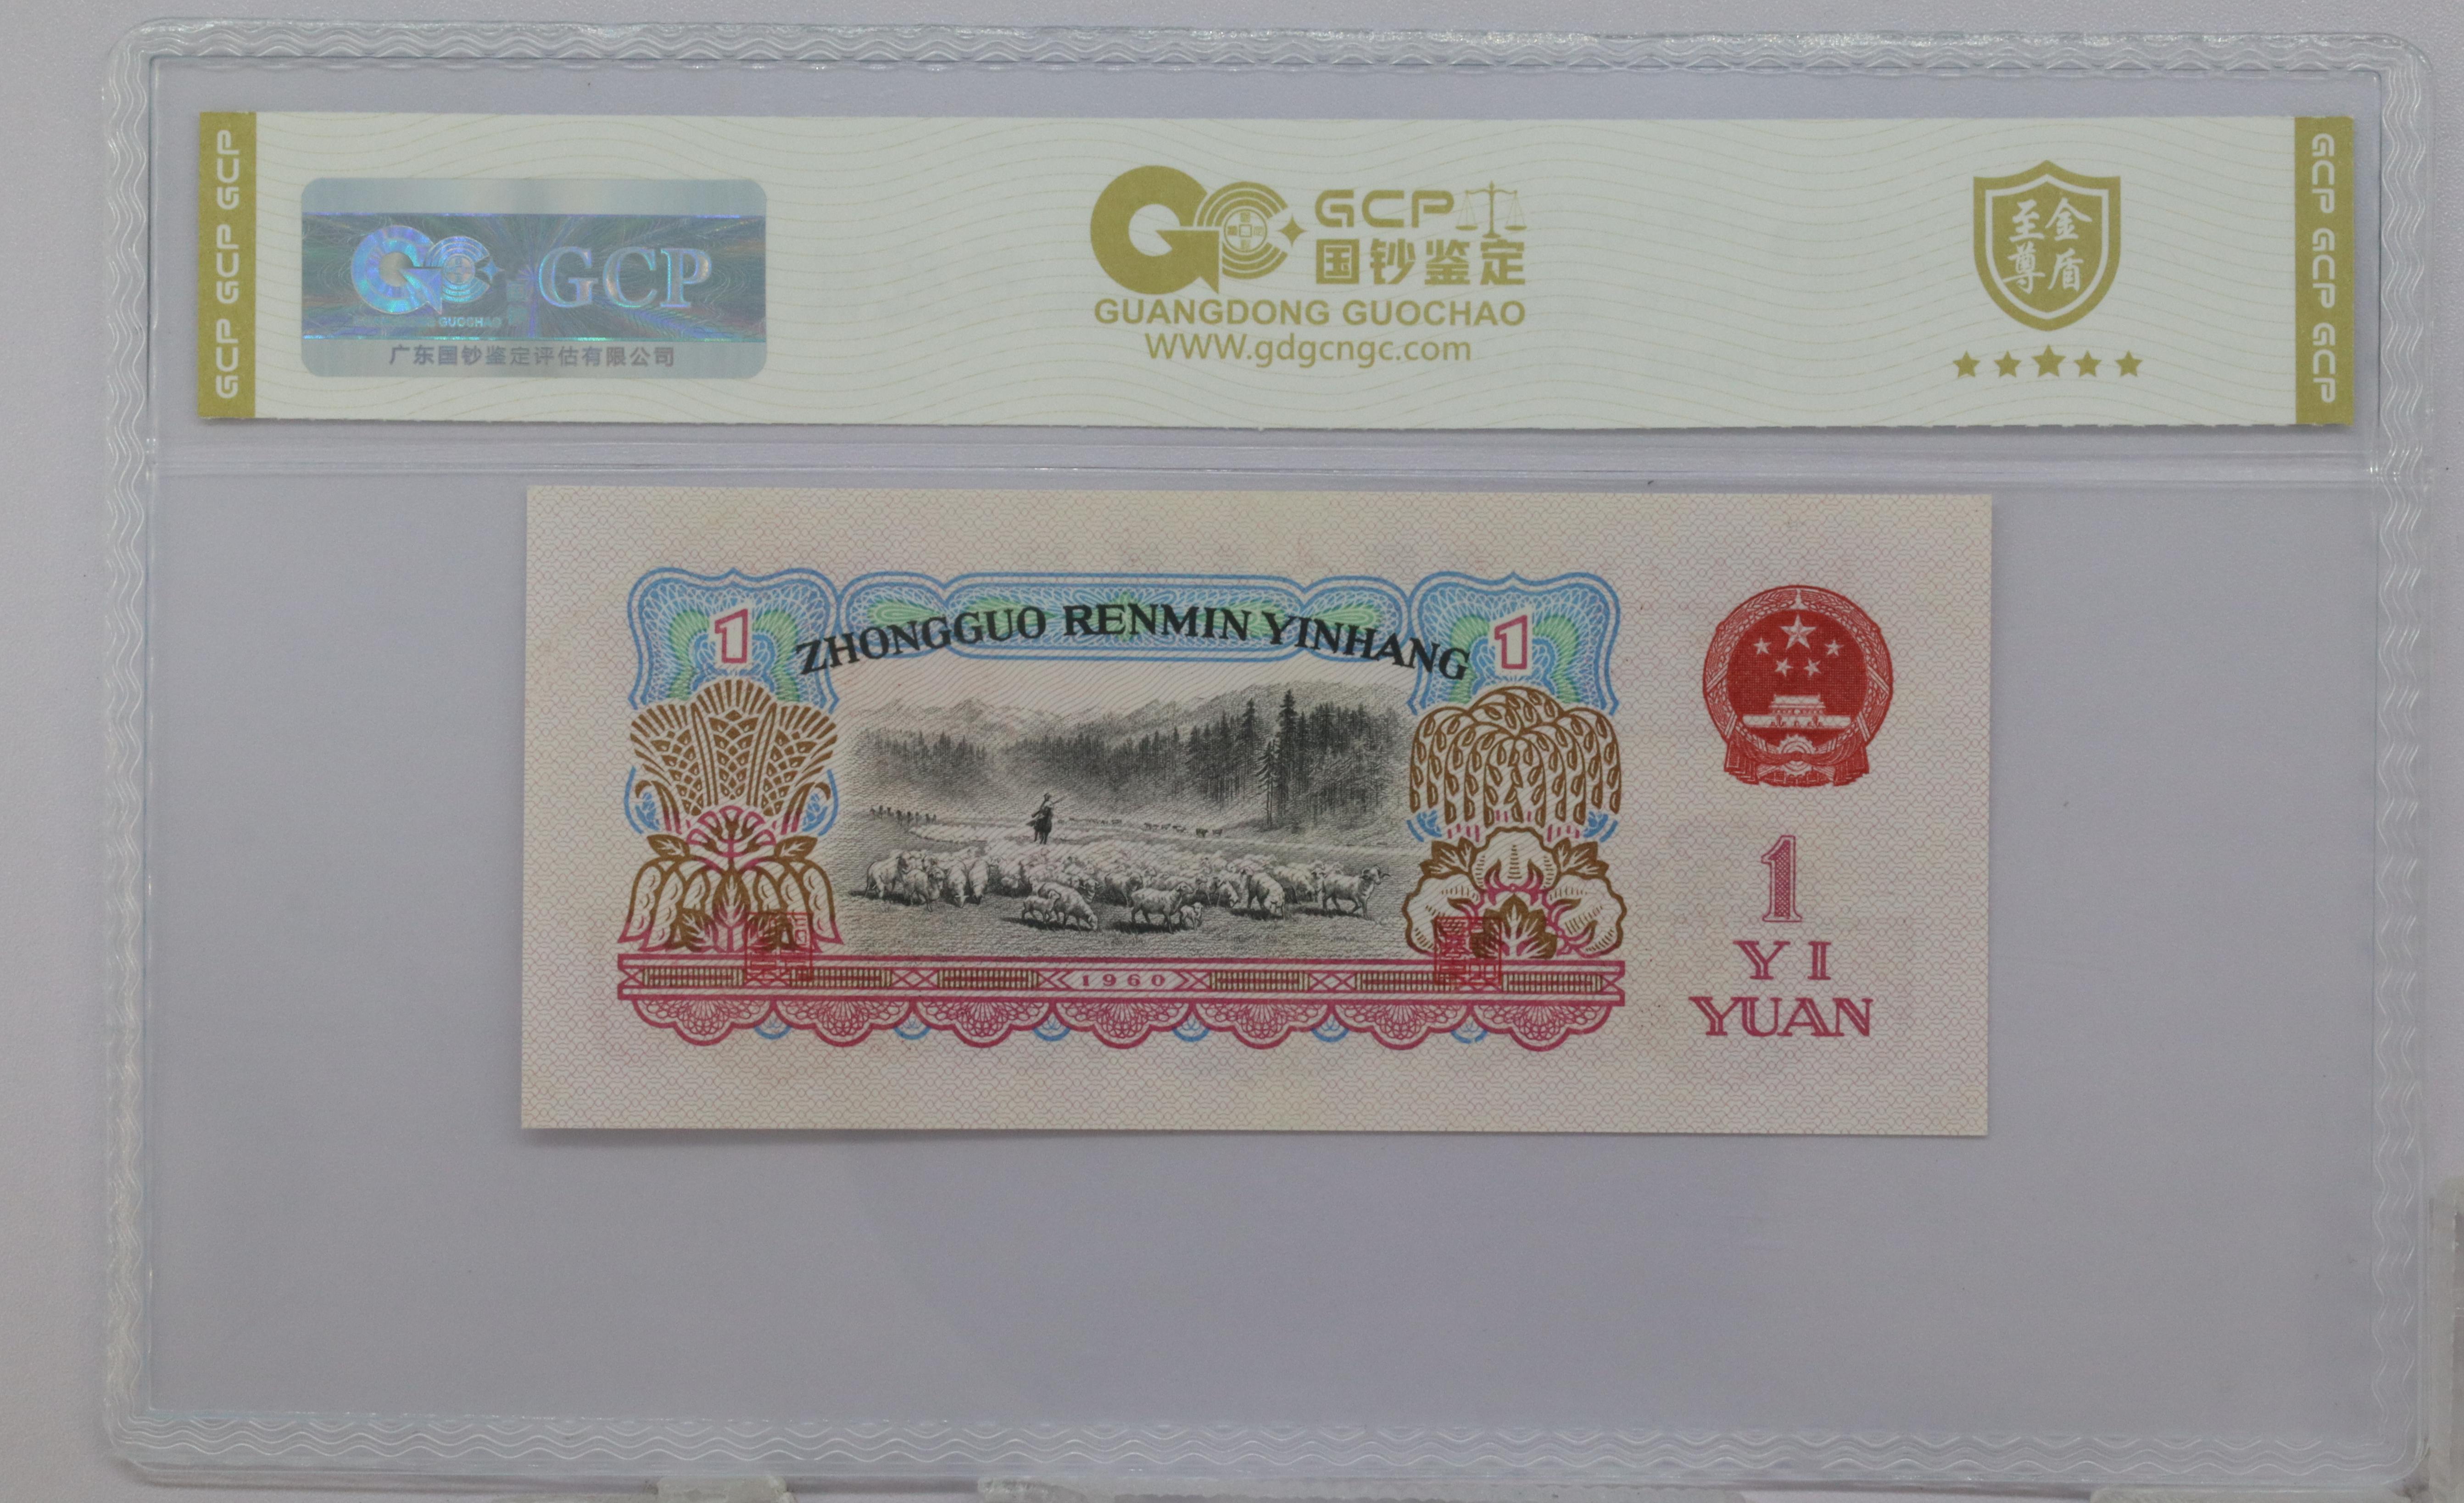 GCP GCP GCP
GCP
GUANGDONG GUOCHAO
广东国钞鉴定评估有限公司
GCP
国钞鉴定
GUANGDONG GUOCHAO
WWW.gdgcngc.com
至尊
金盾
GCP GCP GCP
1
ZHONGGUO RENMIN YINHANG
1
1960
1
YI
YUAN